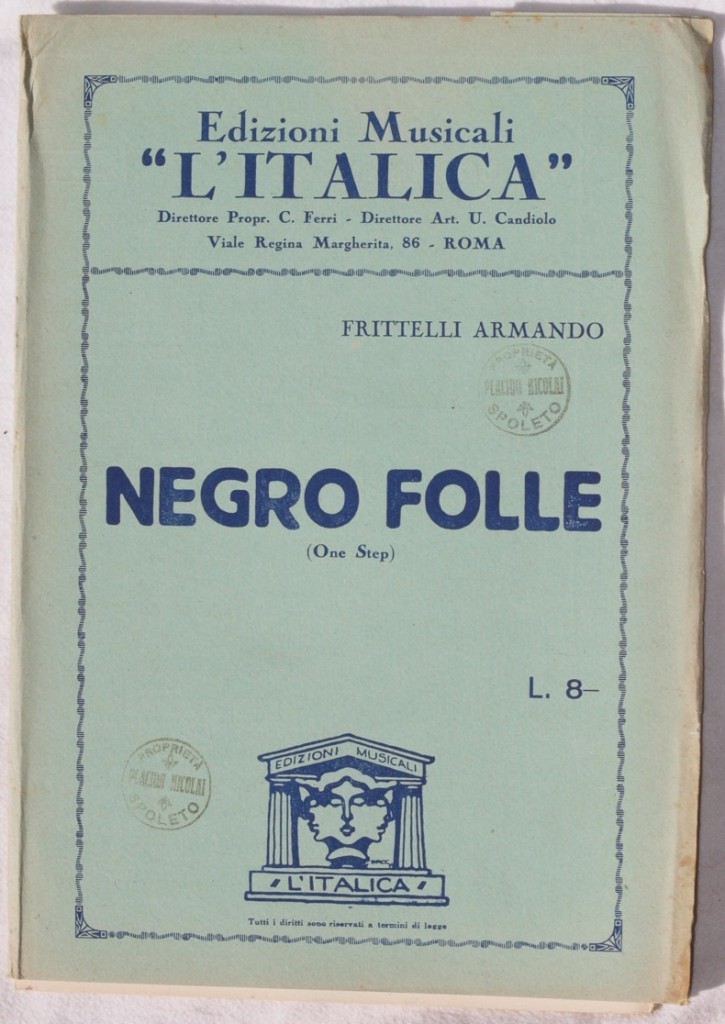 Edizioni Musicali
"L'ITALICA"
Direttore Propr. C. Ferri - Direttore Art. U. Candiolo
Viale Regina Margherita, 86 - ROMA
FRITTELLI ARMANDO
PROPRIETÀ
PLACIDO NICOLAI
SPOLETO
NEGRO FOLLE
(One Step)
L. 8-
PROPRIETÀ
PLACIDO NICOLAI
SPOLETO
EDIZIONI MUSICALI
"L'ITALICA"
Tutti i diritti sono riservati a termini di legge